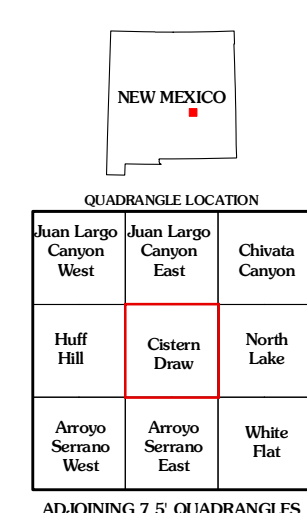 NEW MEXICO
QUADRANGLE LOCATION
Juan Largo
Canyon
West
Juan Largo
Canyon
East
Chivata
Canyon
Huff
Hill
Cistern
Draw
North
Lake
Arroyo
Serrano
West
Arroyo
Serrano
East
White
Flat
ADJOINING 7.5' QUADRANGLES